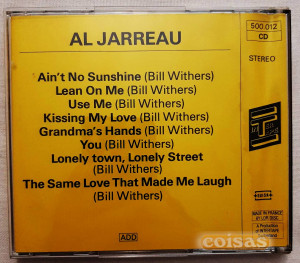 500.012
CD
AL JARREAU
STEREO
Ain't No Sunshine (Bill Withers)
Lean On Me (Bill Withers)
Use Me (Bill Withers)
Kissing My Love (Bill Withers)
Grandma's Hands (Bill Withers)
You (Bill Withers)
Lonely town, Lonely Street
(Bill Withers)
The Same Love That Made Me Laugh
(Bill Withers)
ADD
MADE IN FRANCE
A Production
coisas